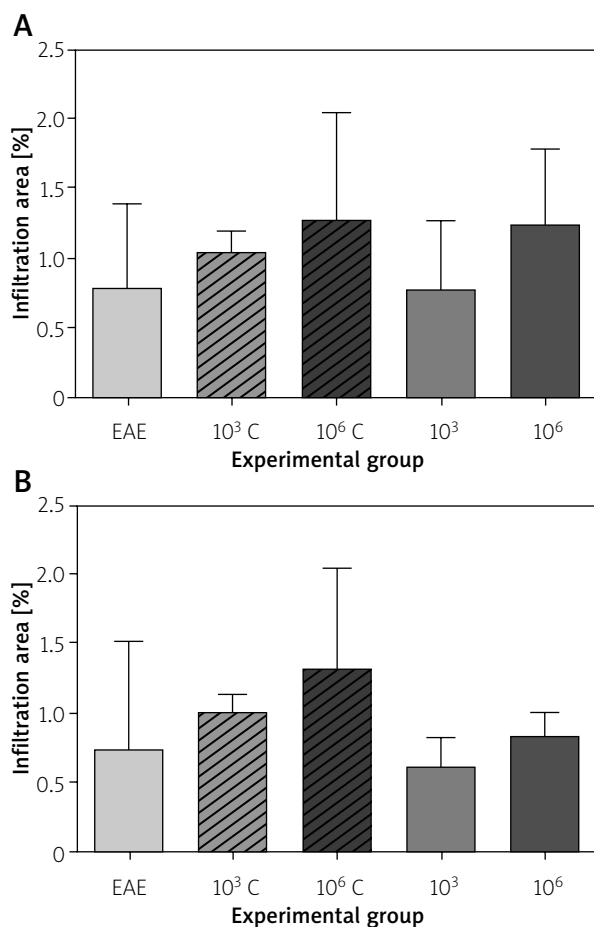 A
Infiltration area [%]
2.5
2.0
1.5
1.0
0.5
0
EAE 10³ C 10⁶ C 10³ 10⁶
Experimental group
B
Infiltration area [%]
2.5
2.0
1.5
1.0
0.5
0
EAE 10³ C 10⁶ C 10³ 10⁶
Experimental group